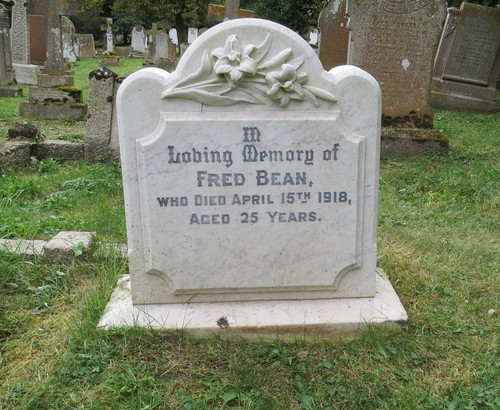 In
Loving Memory of
Fred Bean,
who Died April 15th 1918,
Aged 25 Years.